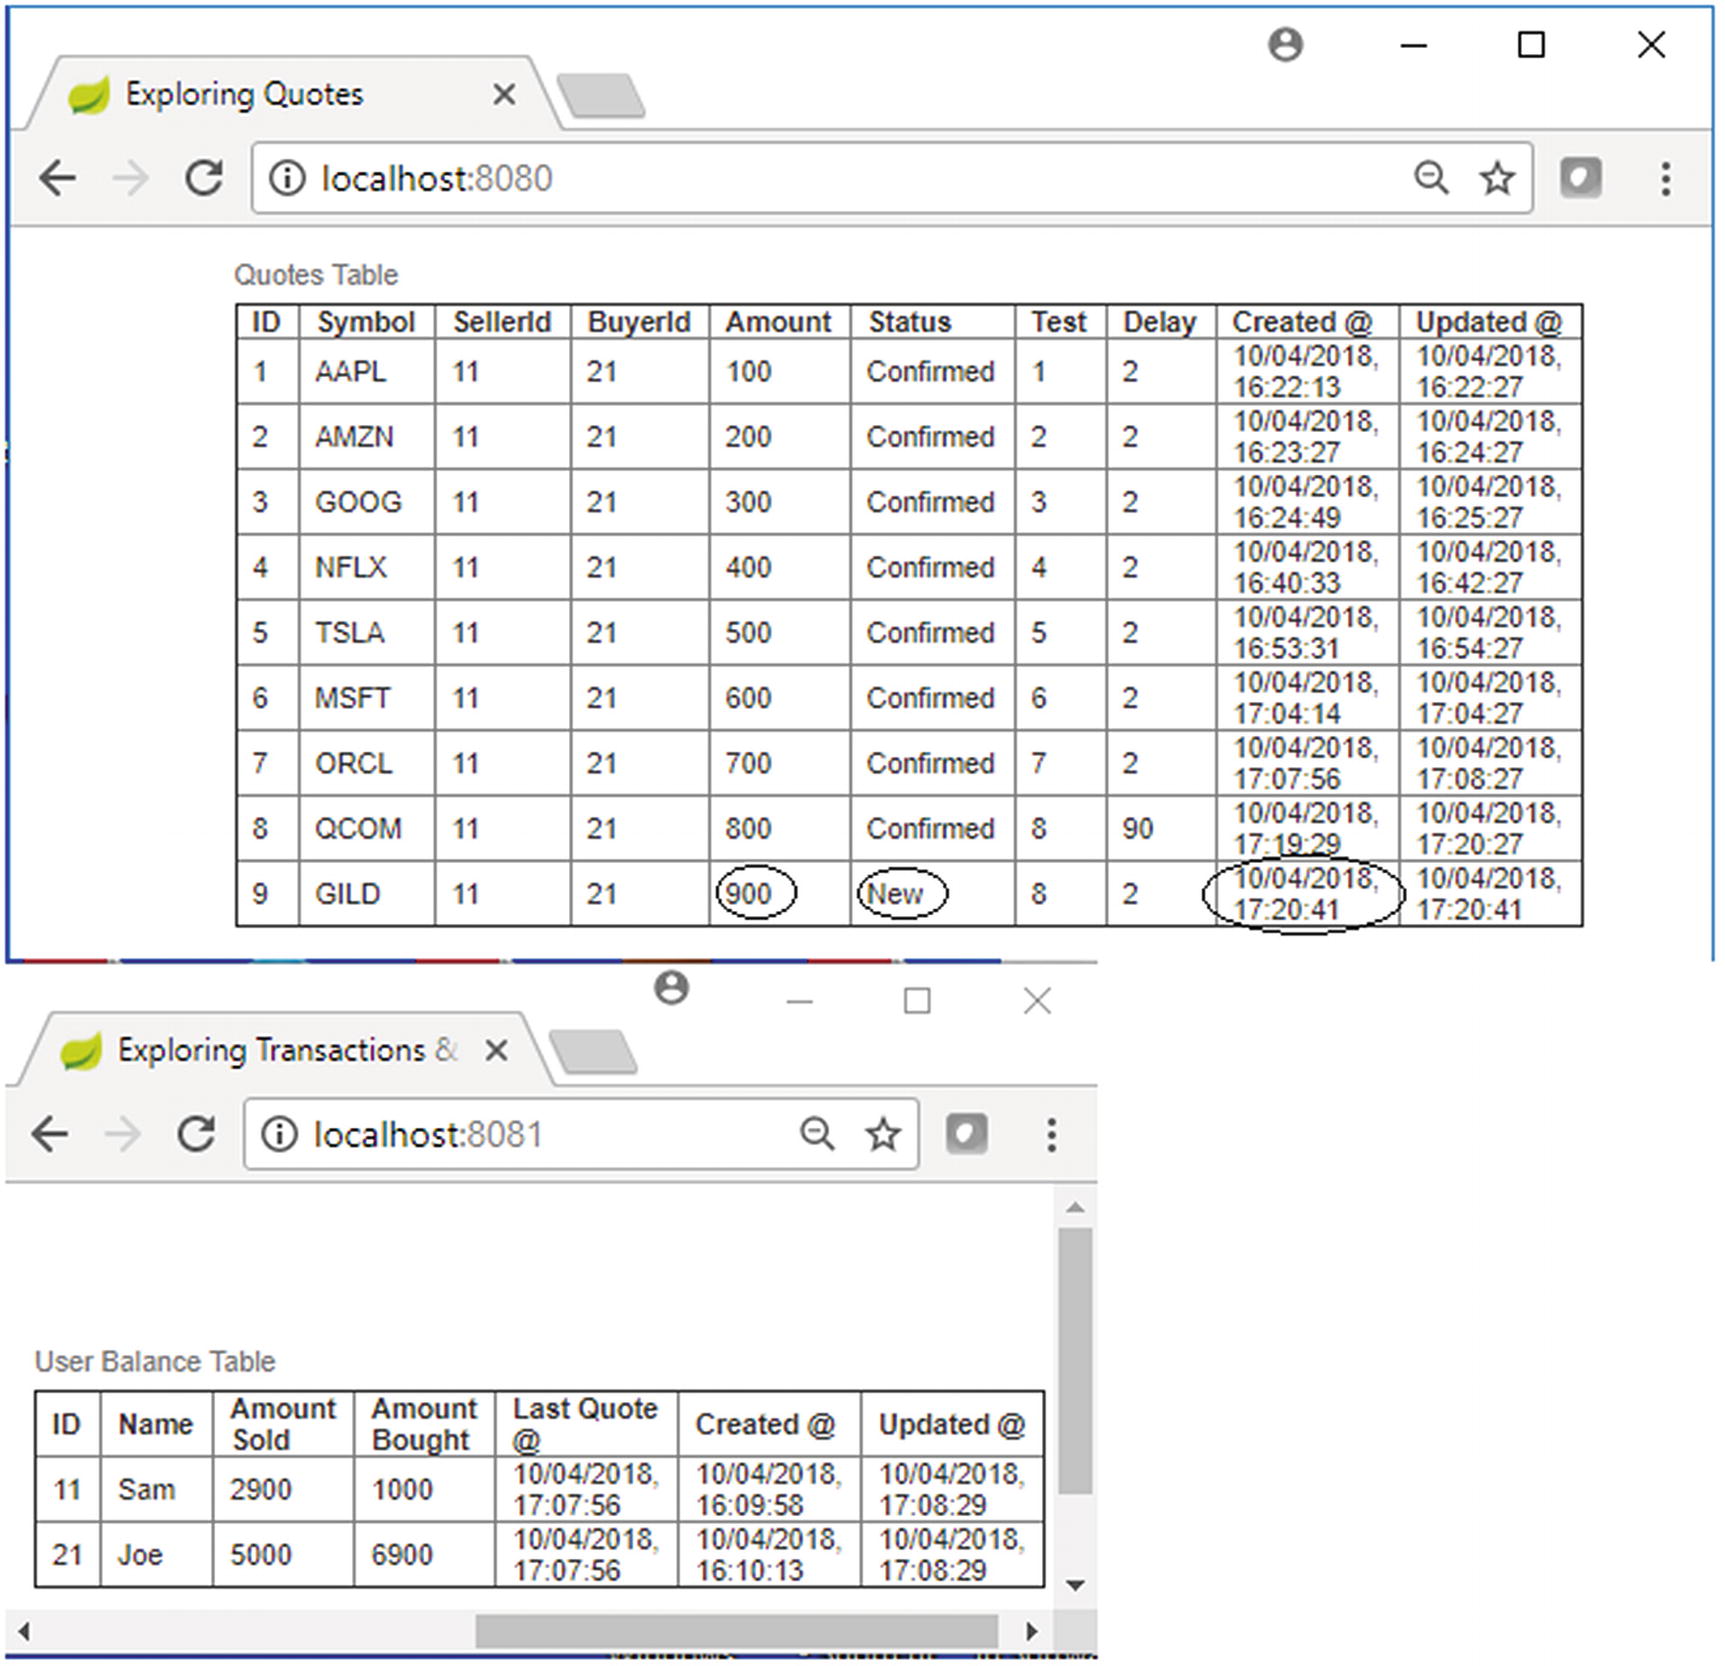 Exploring Quotes
localhost:8080
Quotes Table
ID Symbol SellerId BuyerId Amount Status Test Delay Created @ Updated @
1 AAPL 11 21 100 Confirmed 1 2 10/04/2018, 16:22:13 10/04/2018, 16:22:27
2 AMZN 11 21 200 Confirmed 2 2 10/04/2018, 16:23:27 10/04/2018, 16:24:27
3 GOOG 11 21 300 Confirmed 3 2 10/04/2018, 16:24:49 10/04/2018, 16:25:27
4 NFLX 11 21 400 Confirmed 4 2 10/04/2018, 16:40:33 10/04/2018, 16:42:27
5 TSLA 11 21 500 Confirmed 5 2 10/04/2018, 16:53:31 10/04/2018, 16:54:27
6 MSFT 11 21 600 Confirmed 6 2 10/04/2018, 17:04:14 10/04/2018, 17:04:27
7 ORCL 11 21 700 Confirmed 7 2 10/04/2018, 17:07:56 10/04/2018, 17:08:27
8 QCOM 11 21 800 Confirmed 8 90 10/04/2018, 17:19:29 10/04/2018, 17:20:27
9 GILD 11 21 900 New 8 2 10/04/2018, 17:20:41 10/04/2018, 17:20:41
Exploring Transactions &
localhost:8081
User Balance Table
ID Name Amount Sold Amount Bought Last Quote @ Created @ Updated @
11 Sam 2900 1000 10/04/2018, 17:07:56 10/04/2018, 16:09:58 10/04/2018, 17:08:29
21 Joe 5000 6900 10/04/2018, 17:07:56 10/04/2018, 16:10:13 10/04/2018, 17:08:29